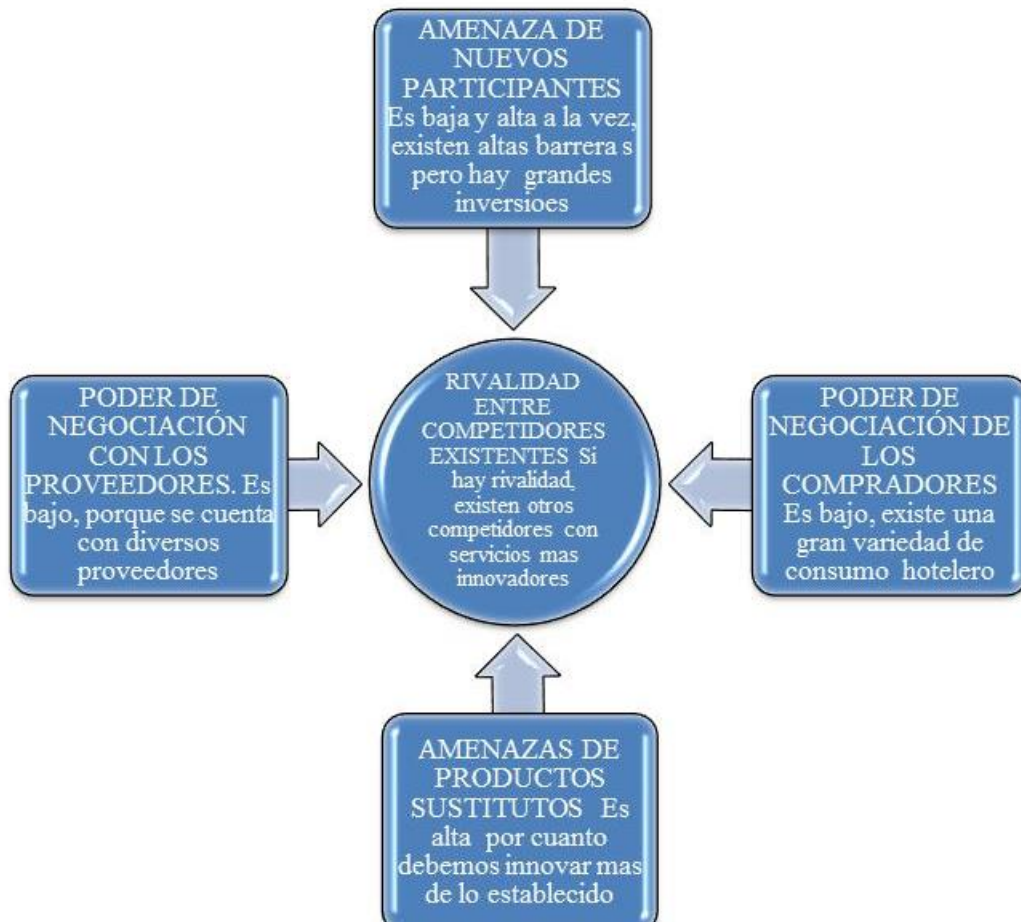 AMENAZA DE
NUEVOS
PARTICIPANTES
Es baja y alta a la vez,
existen altas barrera s
pero hay grandes
inversioes
PODER DE
NEGOCIACIÓN
CON LOS
PROVEEDORES. Es
bajo, porque se cuenta
con diversos
proveedores
RIVALIDAD
ENTRE
COMPETIDORES
EXISTENTES Si
hay rivalidad,
existen otros
competidores con
servicios mas
innovadores
PODER DE
NEGOCIACIÓN DE
LOS
COMPRADORES
Es bajo, existe una
gran variedad de
consumo hotelero
AMENAZAS DE
PRODUCTOS
SUSTITUTOS Es
alta por cuanto
debemos innovar mas
de lo establecido